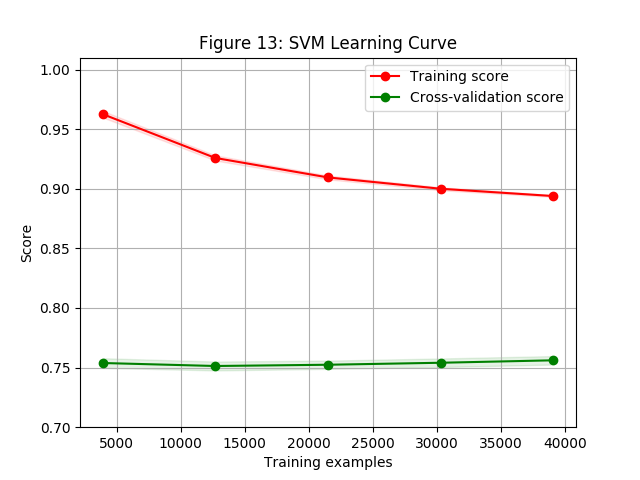 Figure 13: SVM Learning Curve
Training score
Cross-validation score
1.00
0.95
0.90
0.85
0.80
0.75
0.70
Score
5000 10000 15000 20000 25000 30000 35000 40000
Training examples